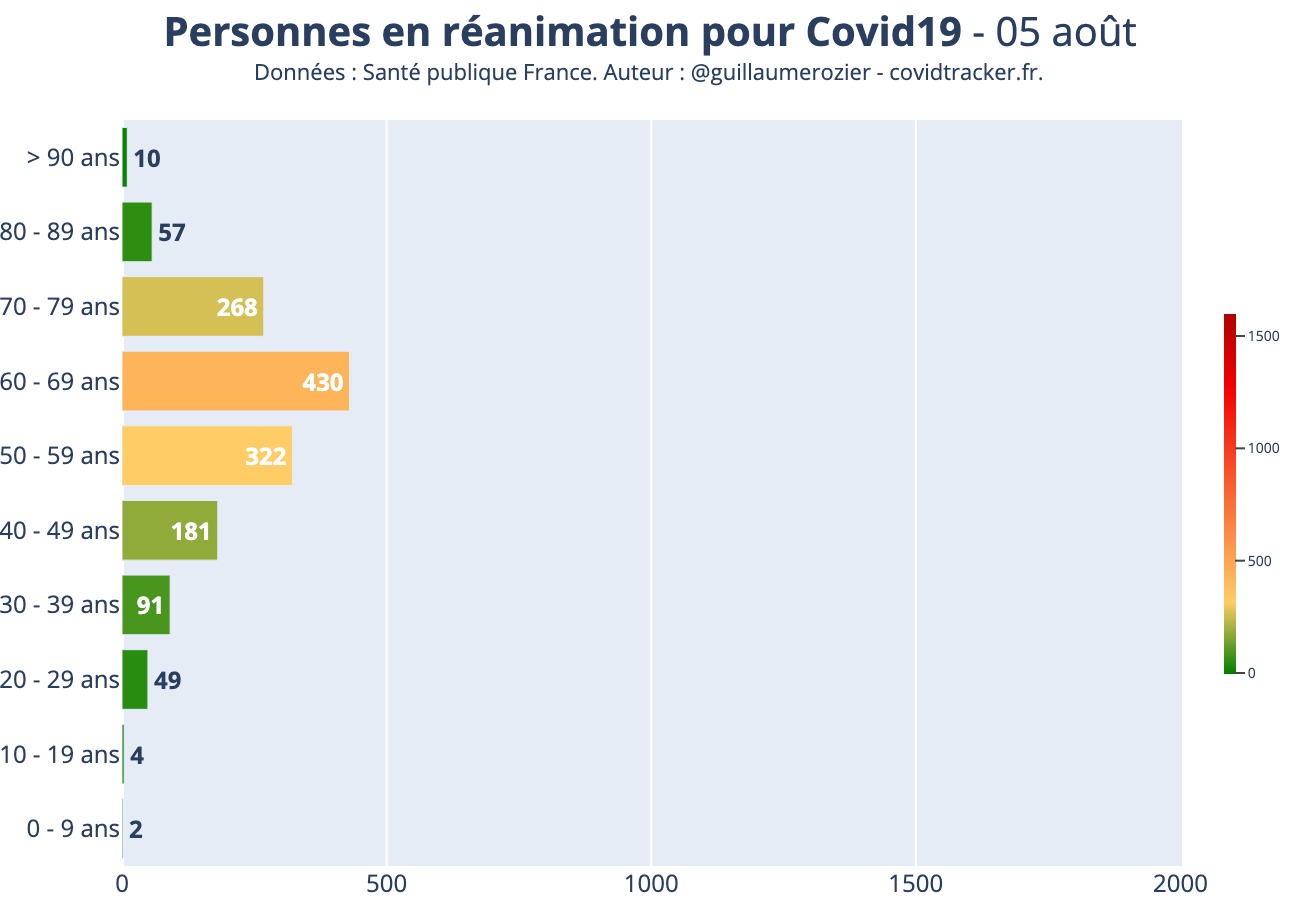 Personnes en réanimation pour Covid19 - 05 août
Données : Santé publique France. Auteur : @guillaumerozier - covidtracker.fr.
> 90 ans 10
80 - 89 ans 57
70 - 79 ans 268
60 - 69 ans 430
50 - 59 ans 322
40 - 49 ans 181
30 - 39 ans 91
20 - 29 ans 49
10 - 19 ans 4
0 - 9 ans 2
0 500 1000 1500 2000
1500
1000
500
0